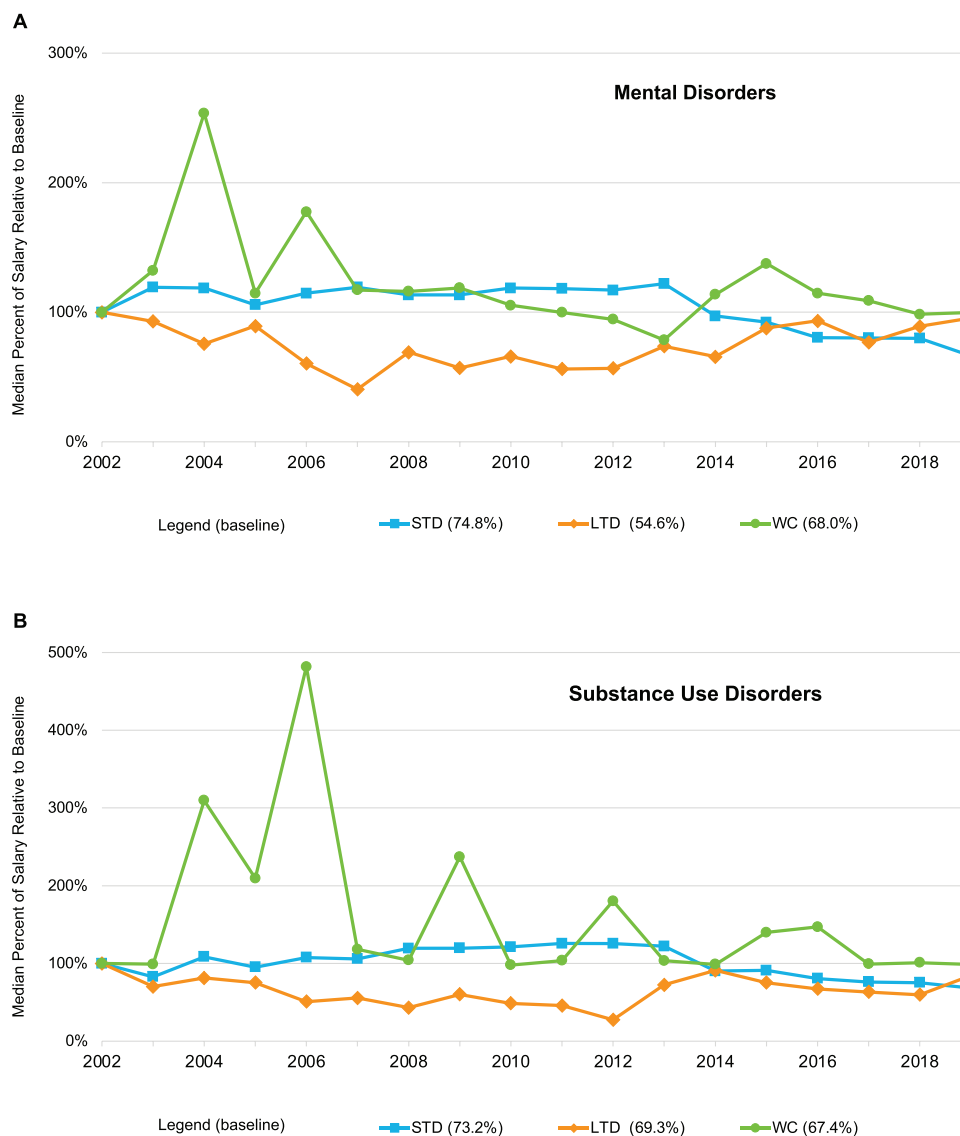 A
Median Percent of Salary Relative to Baseline
Mental Disorders
300%
200%
100%
0%
2002 2004 2006 2008 2010 2012 2014 2016 2018
Legend (baseline) STD (74.8%) LTD (54.6%) WC (68.0%)
B
Median Percent of Salary Relative to Baseline
Substance Use Disorders
500%
400%
300%
200%
100%
0%
2002 2004 2006 2008 2010 2012 2014 2016 2018
Legend (baseline) STD (73.2%) LTD (69.3%) WC (67.4%)